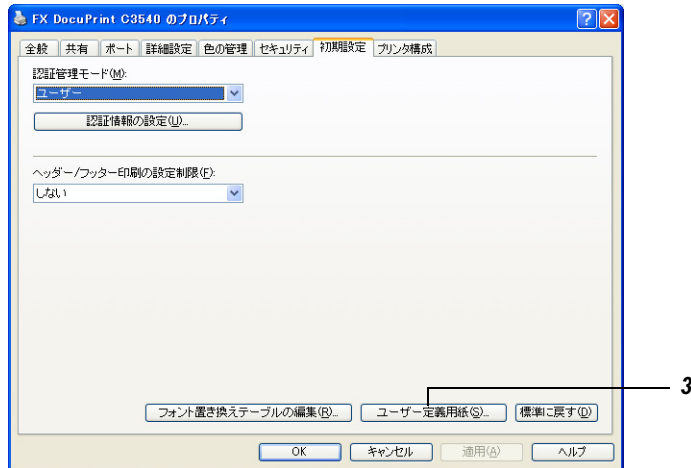 FX DocuPrint C3540 のプロパティ
全般 共有 ポート 詳細設定 色の管理 セキュリティ 初期設定 プリンタ構成
認証管理モード(M):
ユーザー
認証情報の設定(U)...
ヘッダー/フッター印刷の設定制限(F):
しない
3
フォント置き換えテーブルの編集(R)... ユーザー定義用紙(S)... 標準に戻す(D)
OK キャンセル 適用(A) ヘルプ